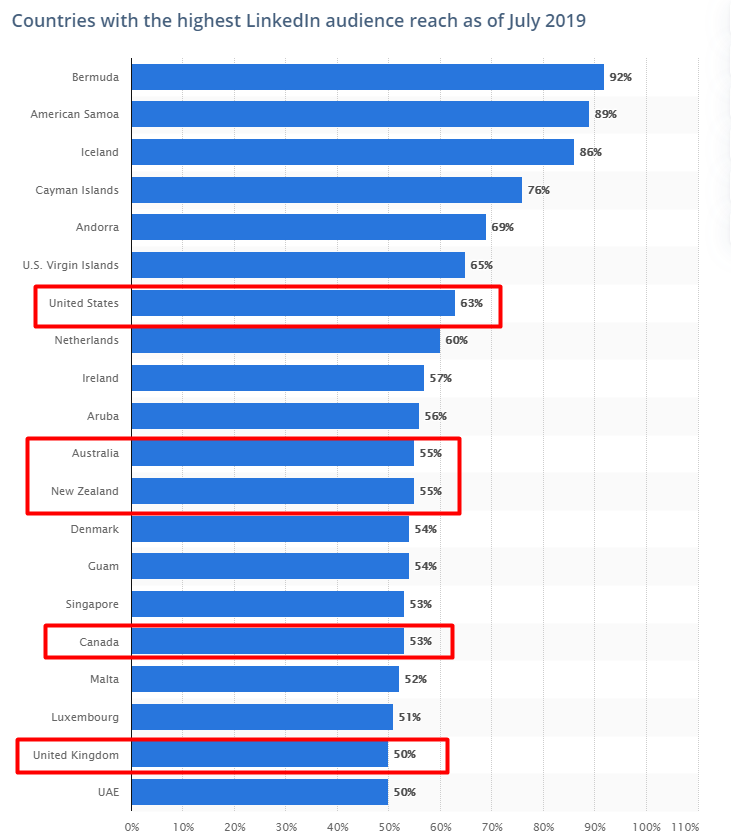 Countries with the highest LinkedIn audience reach as of July 2019
Bermuda 92%
American Samoa 89%
Iceland 86%
Cayman Islands 76%
Andorra 69%
U.S. Virgin Islands 65%
United States 63%
Netherlands 60%
Ireland 57%
Aruba 56%
Australia 55%
New Zealand 55%
Denmark 54%
Guam 54%
Singapore 53%
Canada 53%
Malta 52%
Luxembourg 51%
United Kingdom 50%
UAE 50%
0% 10% 20% 30% 40% 50% 60% 70% 80% 90% 100% 110%